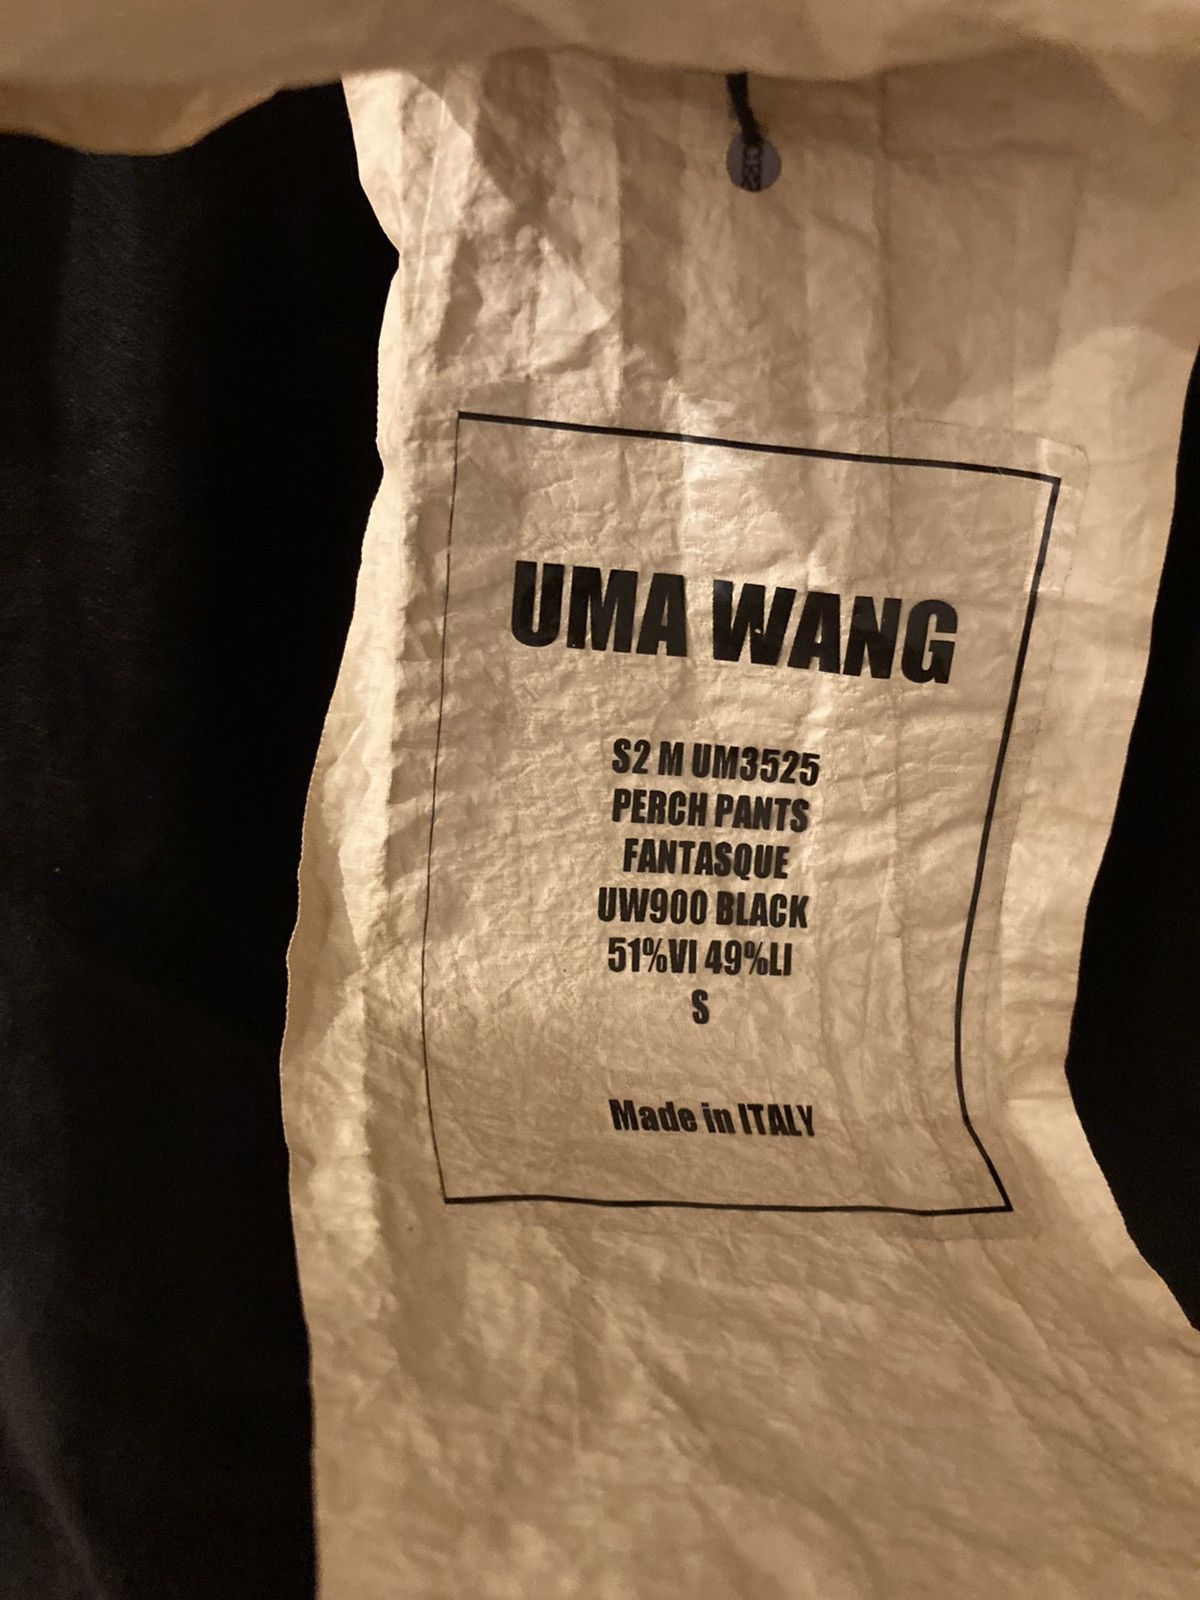 UMA WANG
S2 M UM3525
PERCH PANTS
FANTASQUE
UW900 BLACK
51%VI 49%LI
S
Made in ITALY